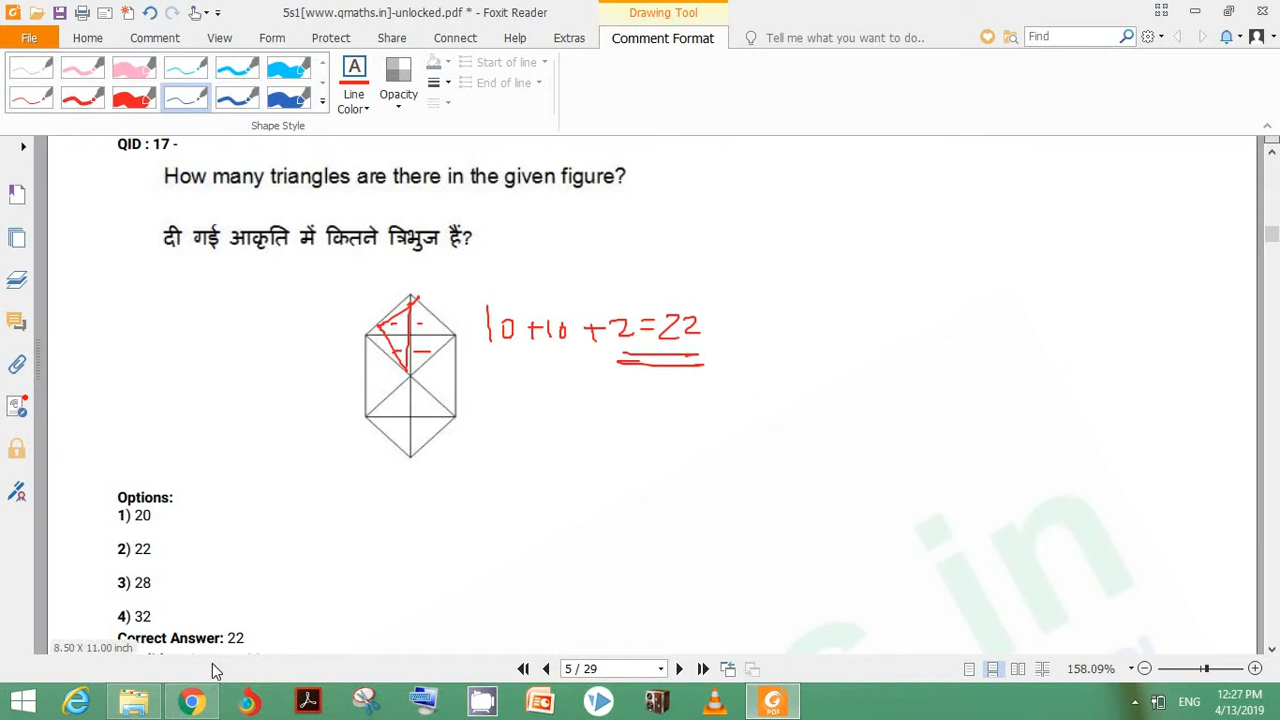 5s1[www.qmaths.in]-unlocked.pdf * - Foxit Reader
Drawing Tool
File Home Comment View Form Protect Share Connect Help Extras Comment Format Tell me what you want to do... Find
Line Color
Opacity
Start of line
End of line
Shape Style
QID : 17 -
How many triangles are there in the given figure?
दी गई आकृति में कितने त्रिभुज हैं?
10+10+2=22
Options:
1) 20
2) 22
3) 28
4) 32
Correct Answer: 22
8.50 X 11.00 inch
5 / 29
158.09%
ENG
12:27 PM
4/13/2019